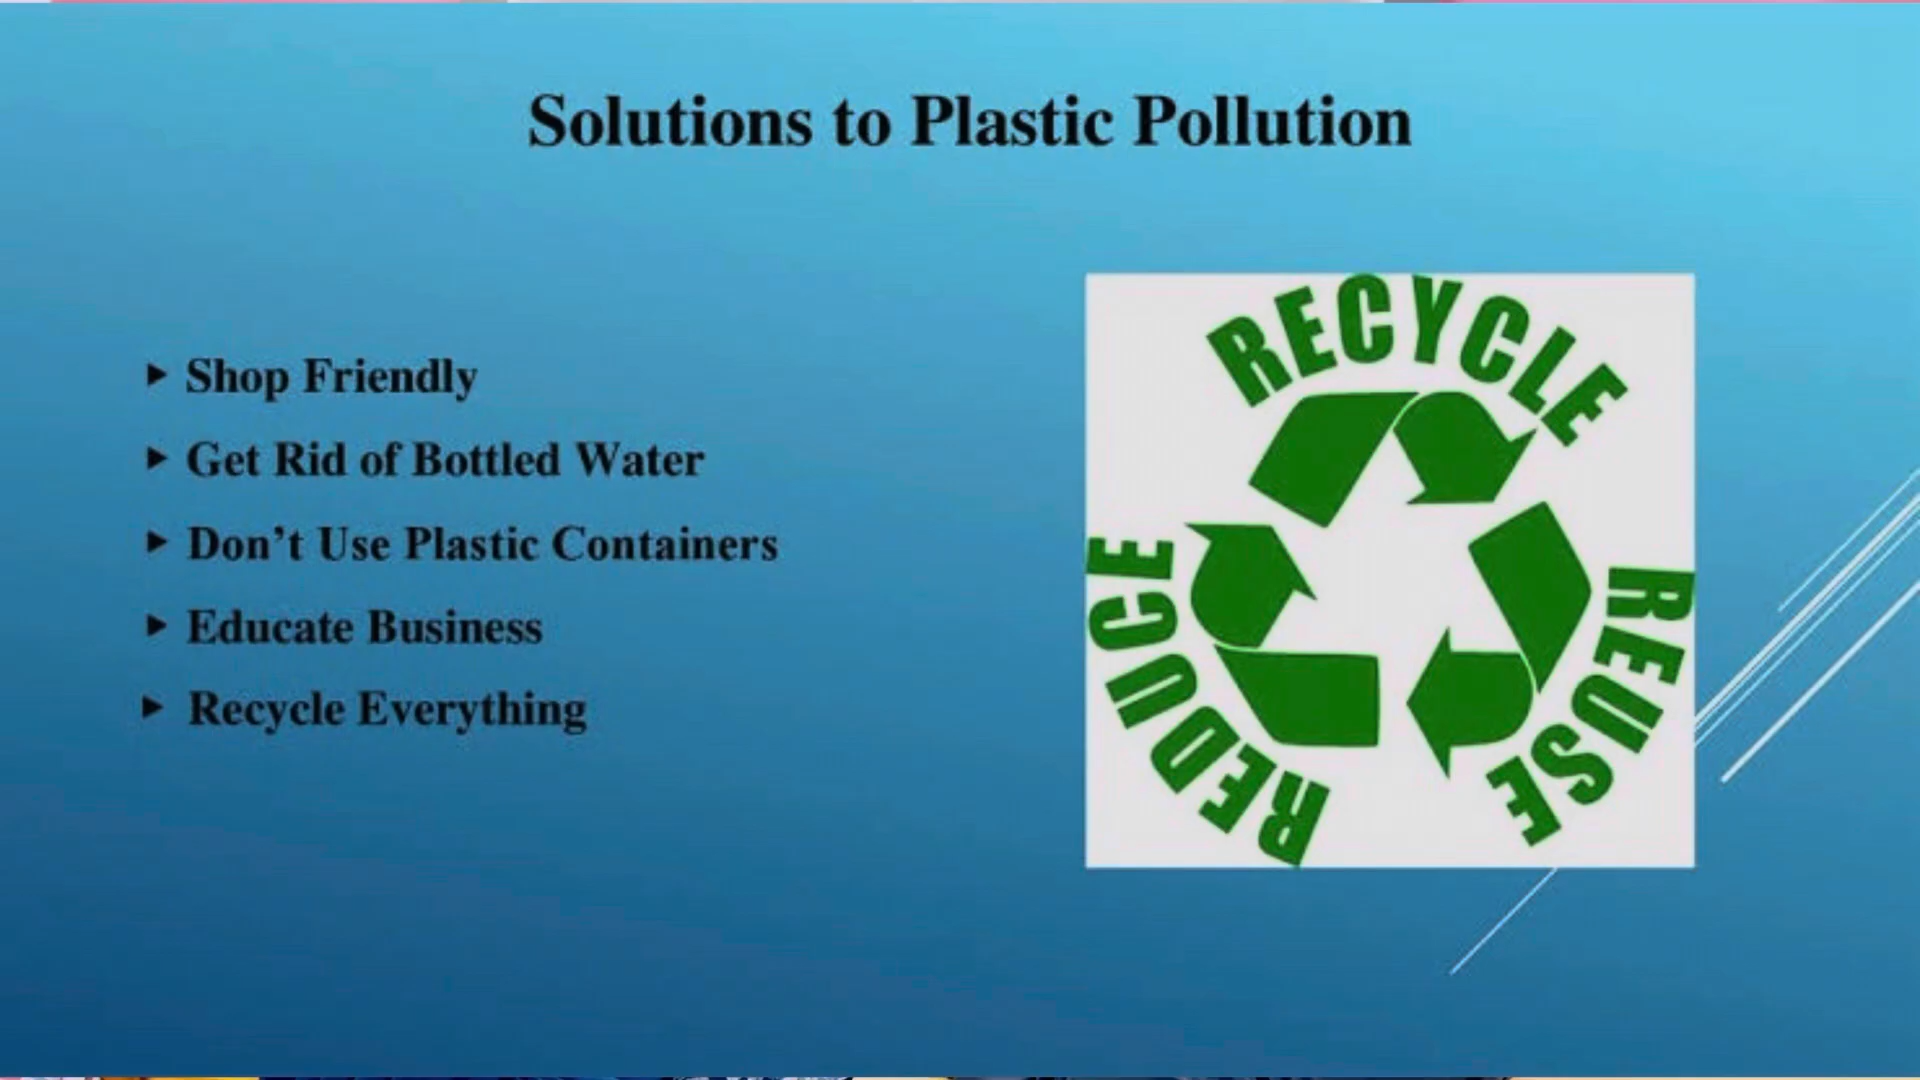 Solutions to Plastic Pollution
Shop Friendly
Get Rid of Bottled Water
Don’t Use Plastic Containers
Educate Business
Recycle Everything
RECYCLE
REUSE
REDUCE